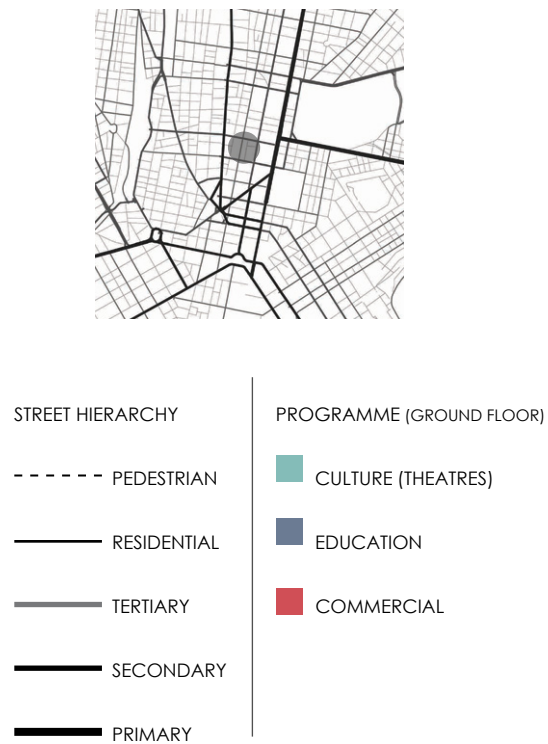 STREET HIERARCHY
PEDESTRIAN
RESIDENTIAL
TERTIARY
SECONDARY
PRIMARY
PROGRAMME (GROUND FLOOR)
CULTURE (THEATRES)
EDUCATION
COMMERCIAL